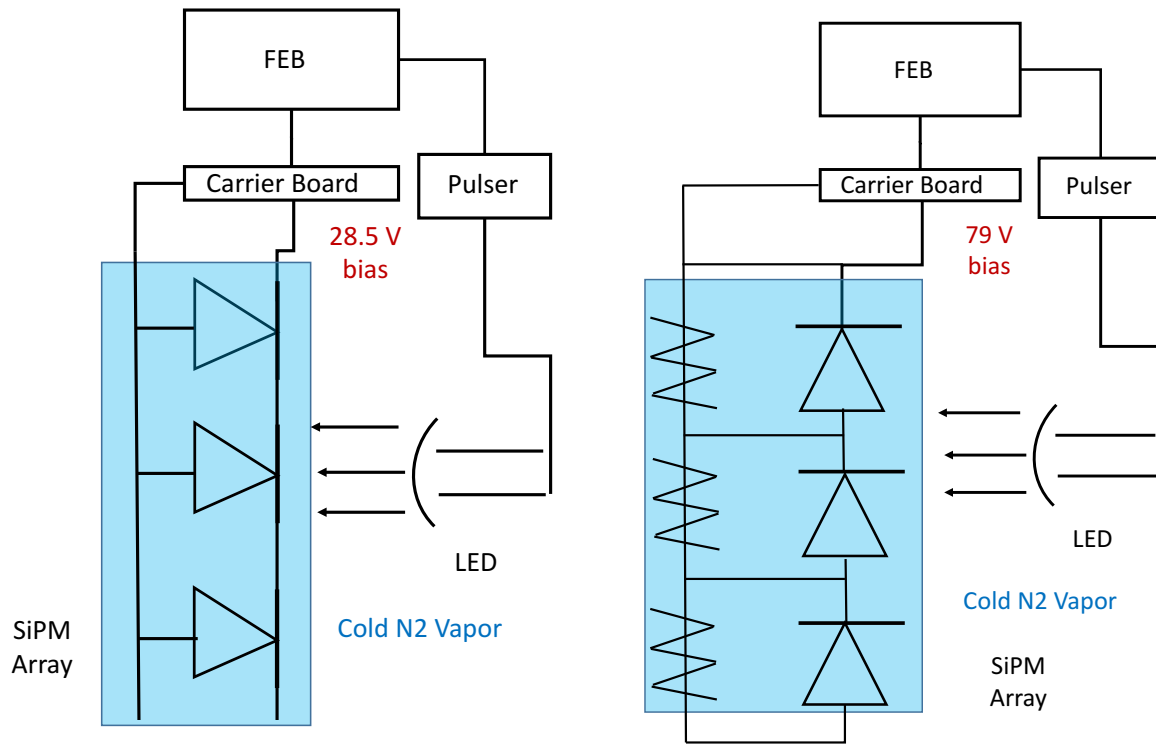 FEB
Carrier Board
Pulser
28.5 V
bias
LED
Cold N2 Vapor
SiPM
Array
FEB
Carrier Board
Pulser
79 V
bias
LED
Cold N2 Vapor
SiPM
Array